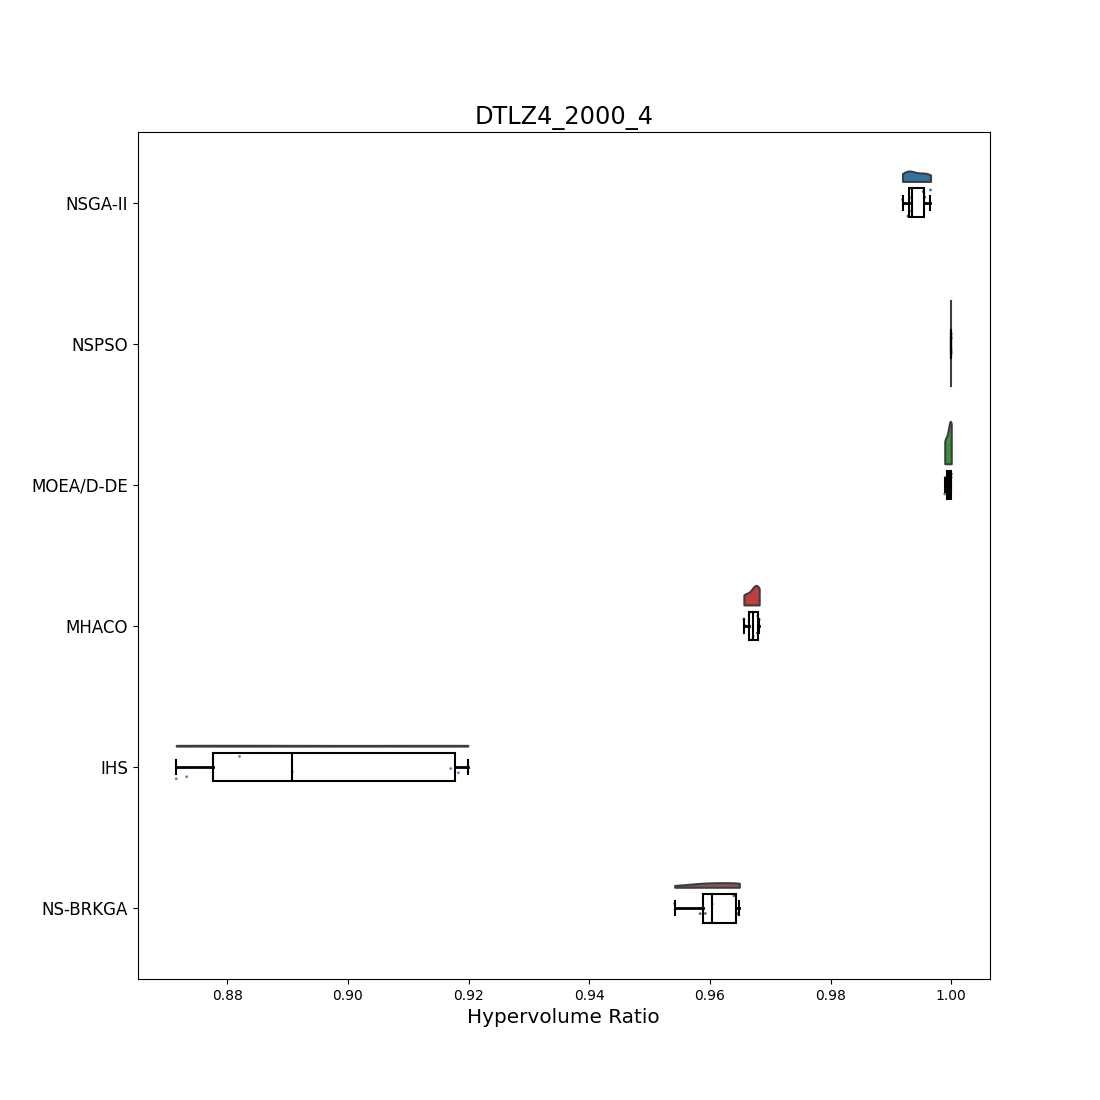 DTLZ4_2000_4
NSGA-II
NSPSO
MOEA/D-DE
MHACO
IHS
NS-BRKGA
0.88 0.90 0.92 0.94 0.96 0.98 1.00
Hypervolume Ratio